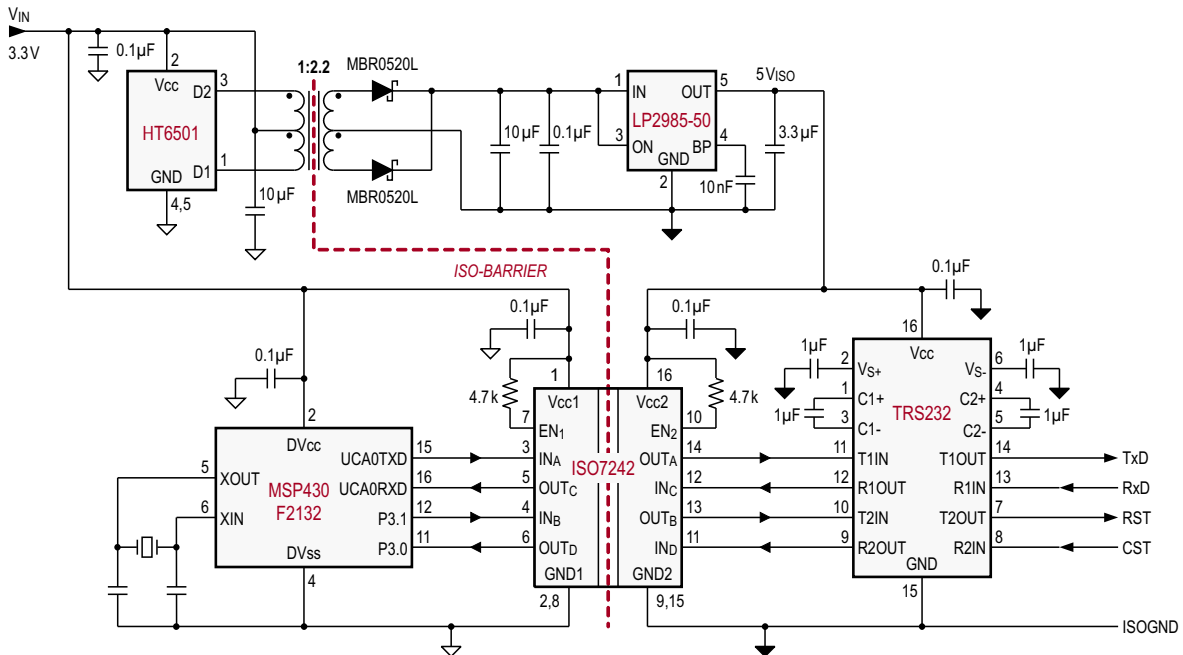 VIN
3.3V
0.1µF
2
Vcc
D2
3
HT6501
D1
1
GND
4,5
10µF
1:2.2
MBR0520L
MBR0520L
10µF
0.1µF
1
IN
OUT
5
LP2985-50
3
ON
BP
4
GND
2
10nF
5VISO
3.3µF
ISO-BARRIER
0.1µF
0.1µF
0.1µF
0.1µF
4.7k
1
Vcc1
7
EN1
3
INA
5
OUTC
4
INB
6
OUTD
GND1
2,8
ISO7242
16
Vcc2
4.7k
10
EN2
14
OUTA
12
INC
13
OUTB
11
IND
GND2
9,15
2
DVcc
5
XOUT
6
XIN
MSP430
F2132
UCA0TXD
15
UCA0RXD
16
P3.1
12
P3.0
11
DVss
4
16
Vcc
1µF
2
VS+
VS-
6
1µF
1
C1+
C2+
4
1µF
3
C1-
C2-
5
1µF
TRS232
11
T1IN
T1OUT
14
TxD
12
R1OUT
R1IN
13
RxD
10
T2IN
T2OUT
7
RST
9
R2OUT
R2IN
8
CST
GND
15
ISOGND